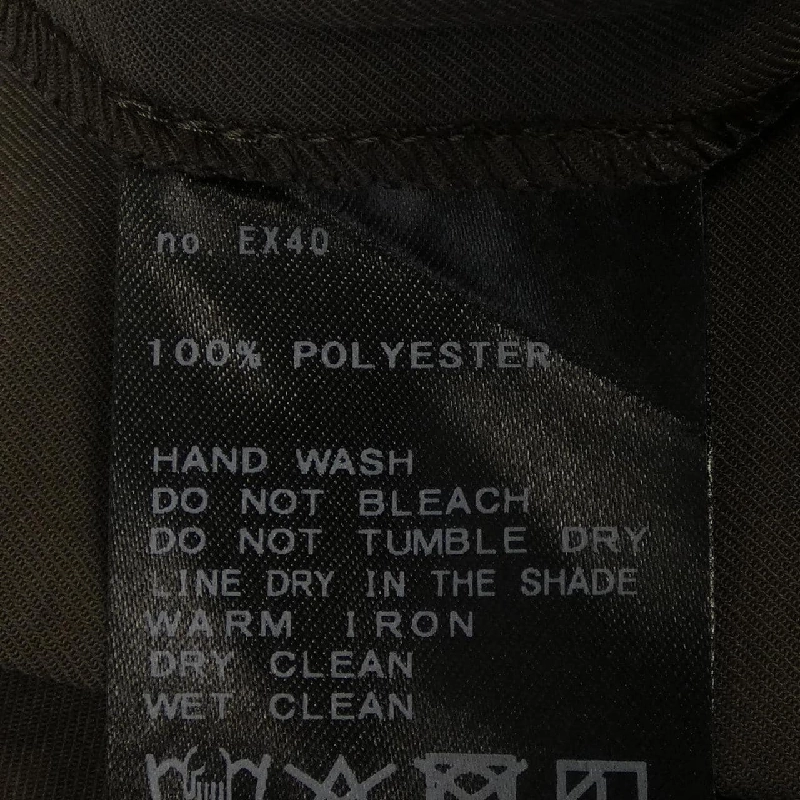 no. EX40
100% POLYESTER
HAND WASH
DO NOT BLEACH
DO NOT TUMBLE DRY
LINE DRY IN THE SHADE
WARM IRON
DRY CLEAN
WET CLEAN